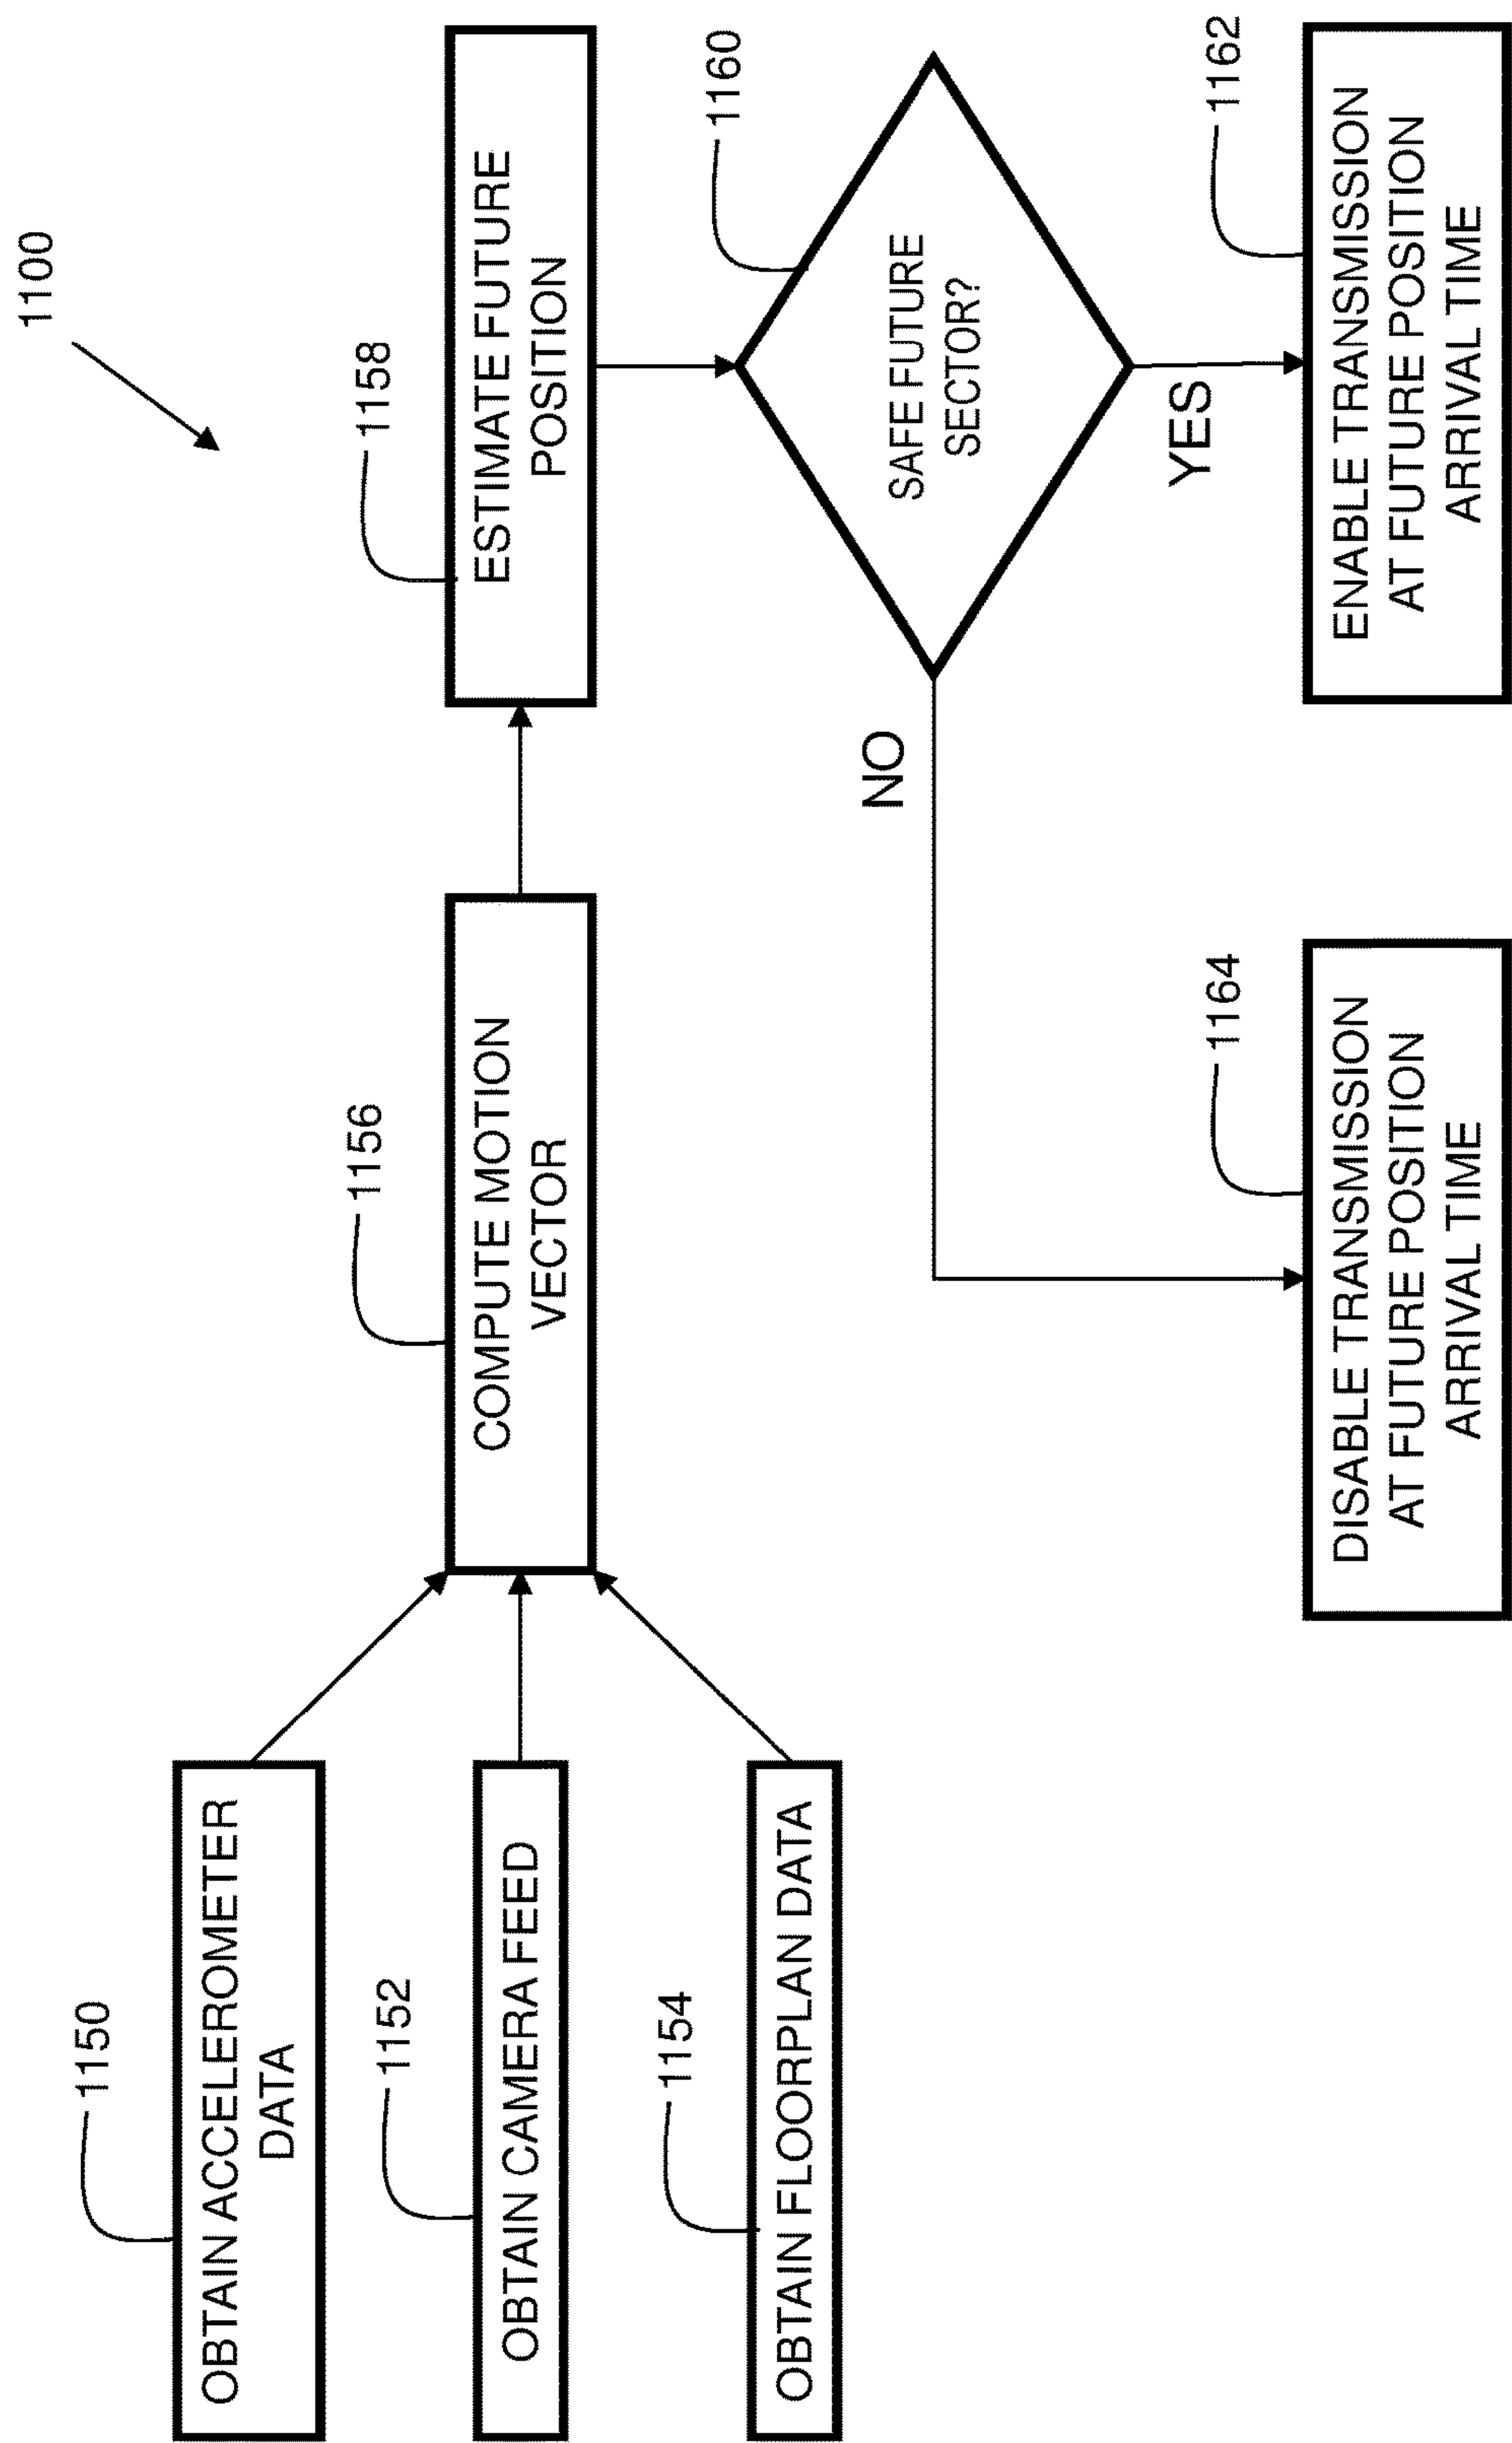 1100
1150
OBTAIN ACCELEROMETER
DATA
1152
OBTAIN CAMERA FEED
1154
OBTAIN FLOORPLAN DATA
1156
COMPUTE MOTION
VECTOR
1158
ESTIMATE FUTURE
POSITION
1160
SAFE FUTURE
SECTOR?
NO
YES
1164
DISABLE TRANSMISSION
AT FUTURE POSITION
ARRIVAL TIME
1162
ENABLE TRANSMISSION
AT FUTURE POSITION
ARRIVAL TIME